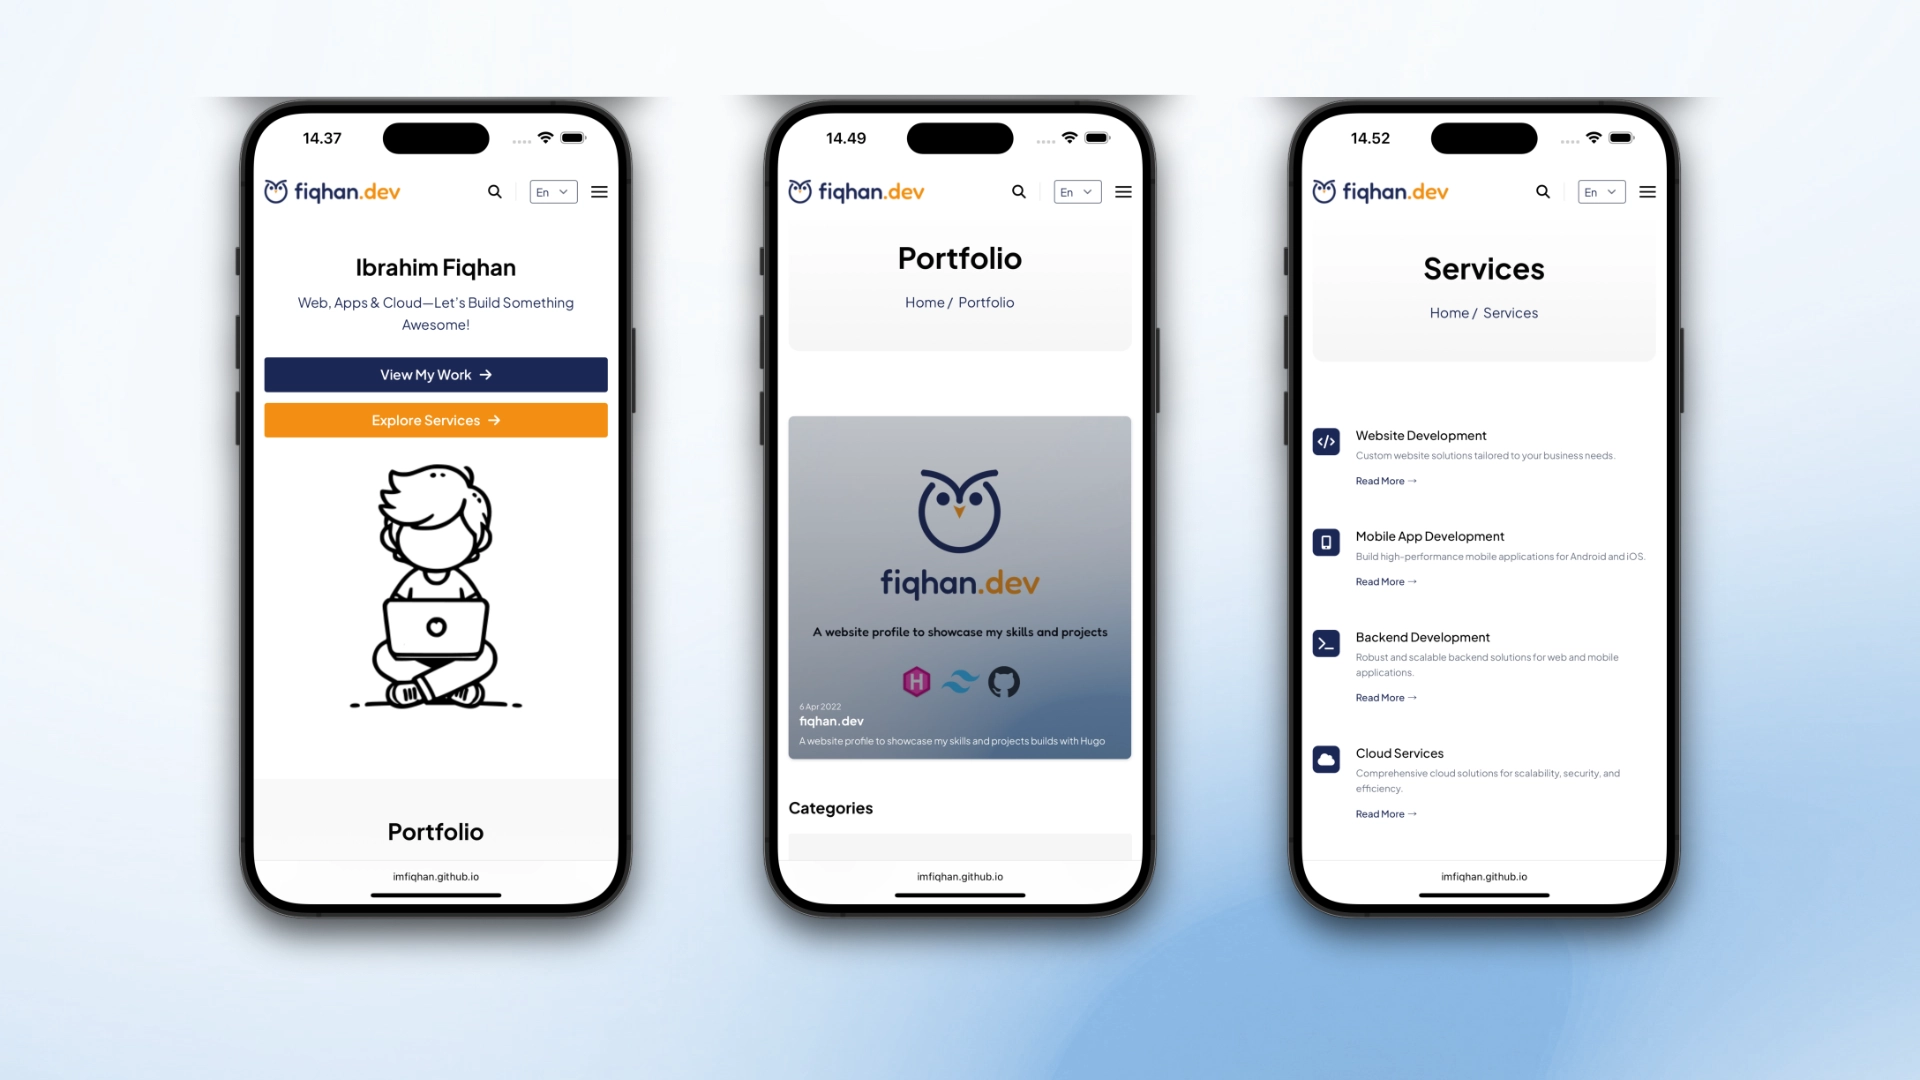 14.37
fiqhan.dev
En
Ibrahim Fiqhan
Web, Apps & Cloud—Let's Build Something
Awesome!
View My Work →
Explore Services →
Portfolio
imfiqhan.github.io
14.49
fiqhan.dev
En
Portfolio
Home / Portfolio
fiqhan.dev
A website profile to showcase my skills and projects
H
6 Apr 2022
fiqhan.dev
A website profile to showcase my skills and projects builds with Hugo
Categories
imfiqhan.github.io
14.52
fiqhan.dev
En
Services
Home / Services
Website Development
Custom website solutions tailored to your business needs.
Read More →
Mobile App Development
Build high-performance mobile applications for Android and iOS.
Read More →
Backend Development
Robust and scalable backend solutions for web and mobile
applications.
Read More →
Cloud Services
Comprehensive cloud solutions for scalability, security, and
efficiency.
Read More →
imfiqhan.github.io